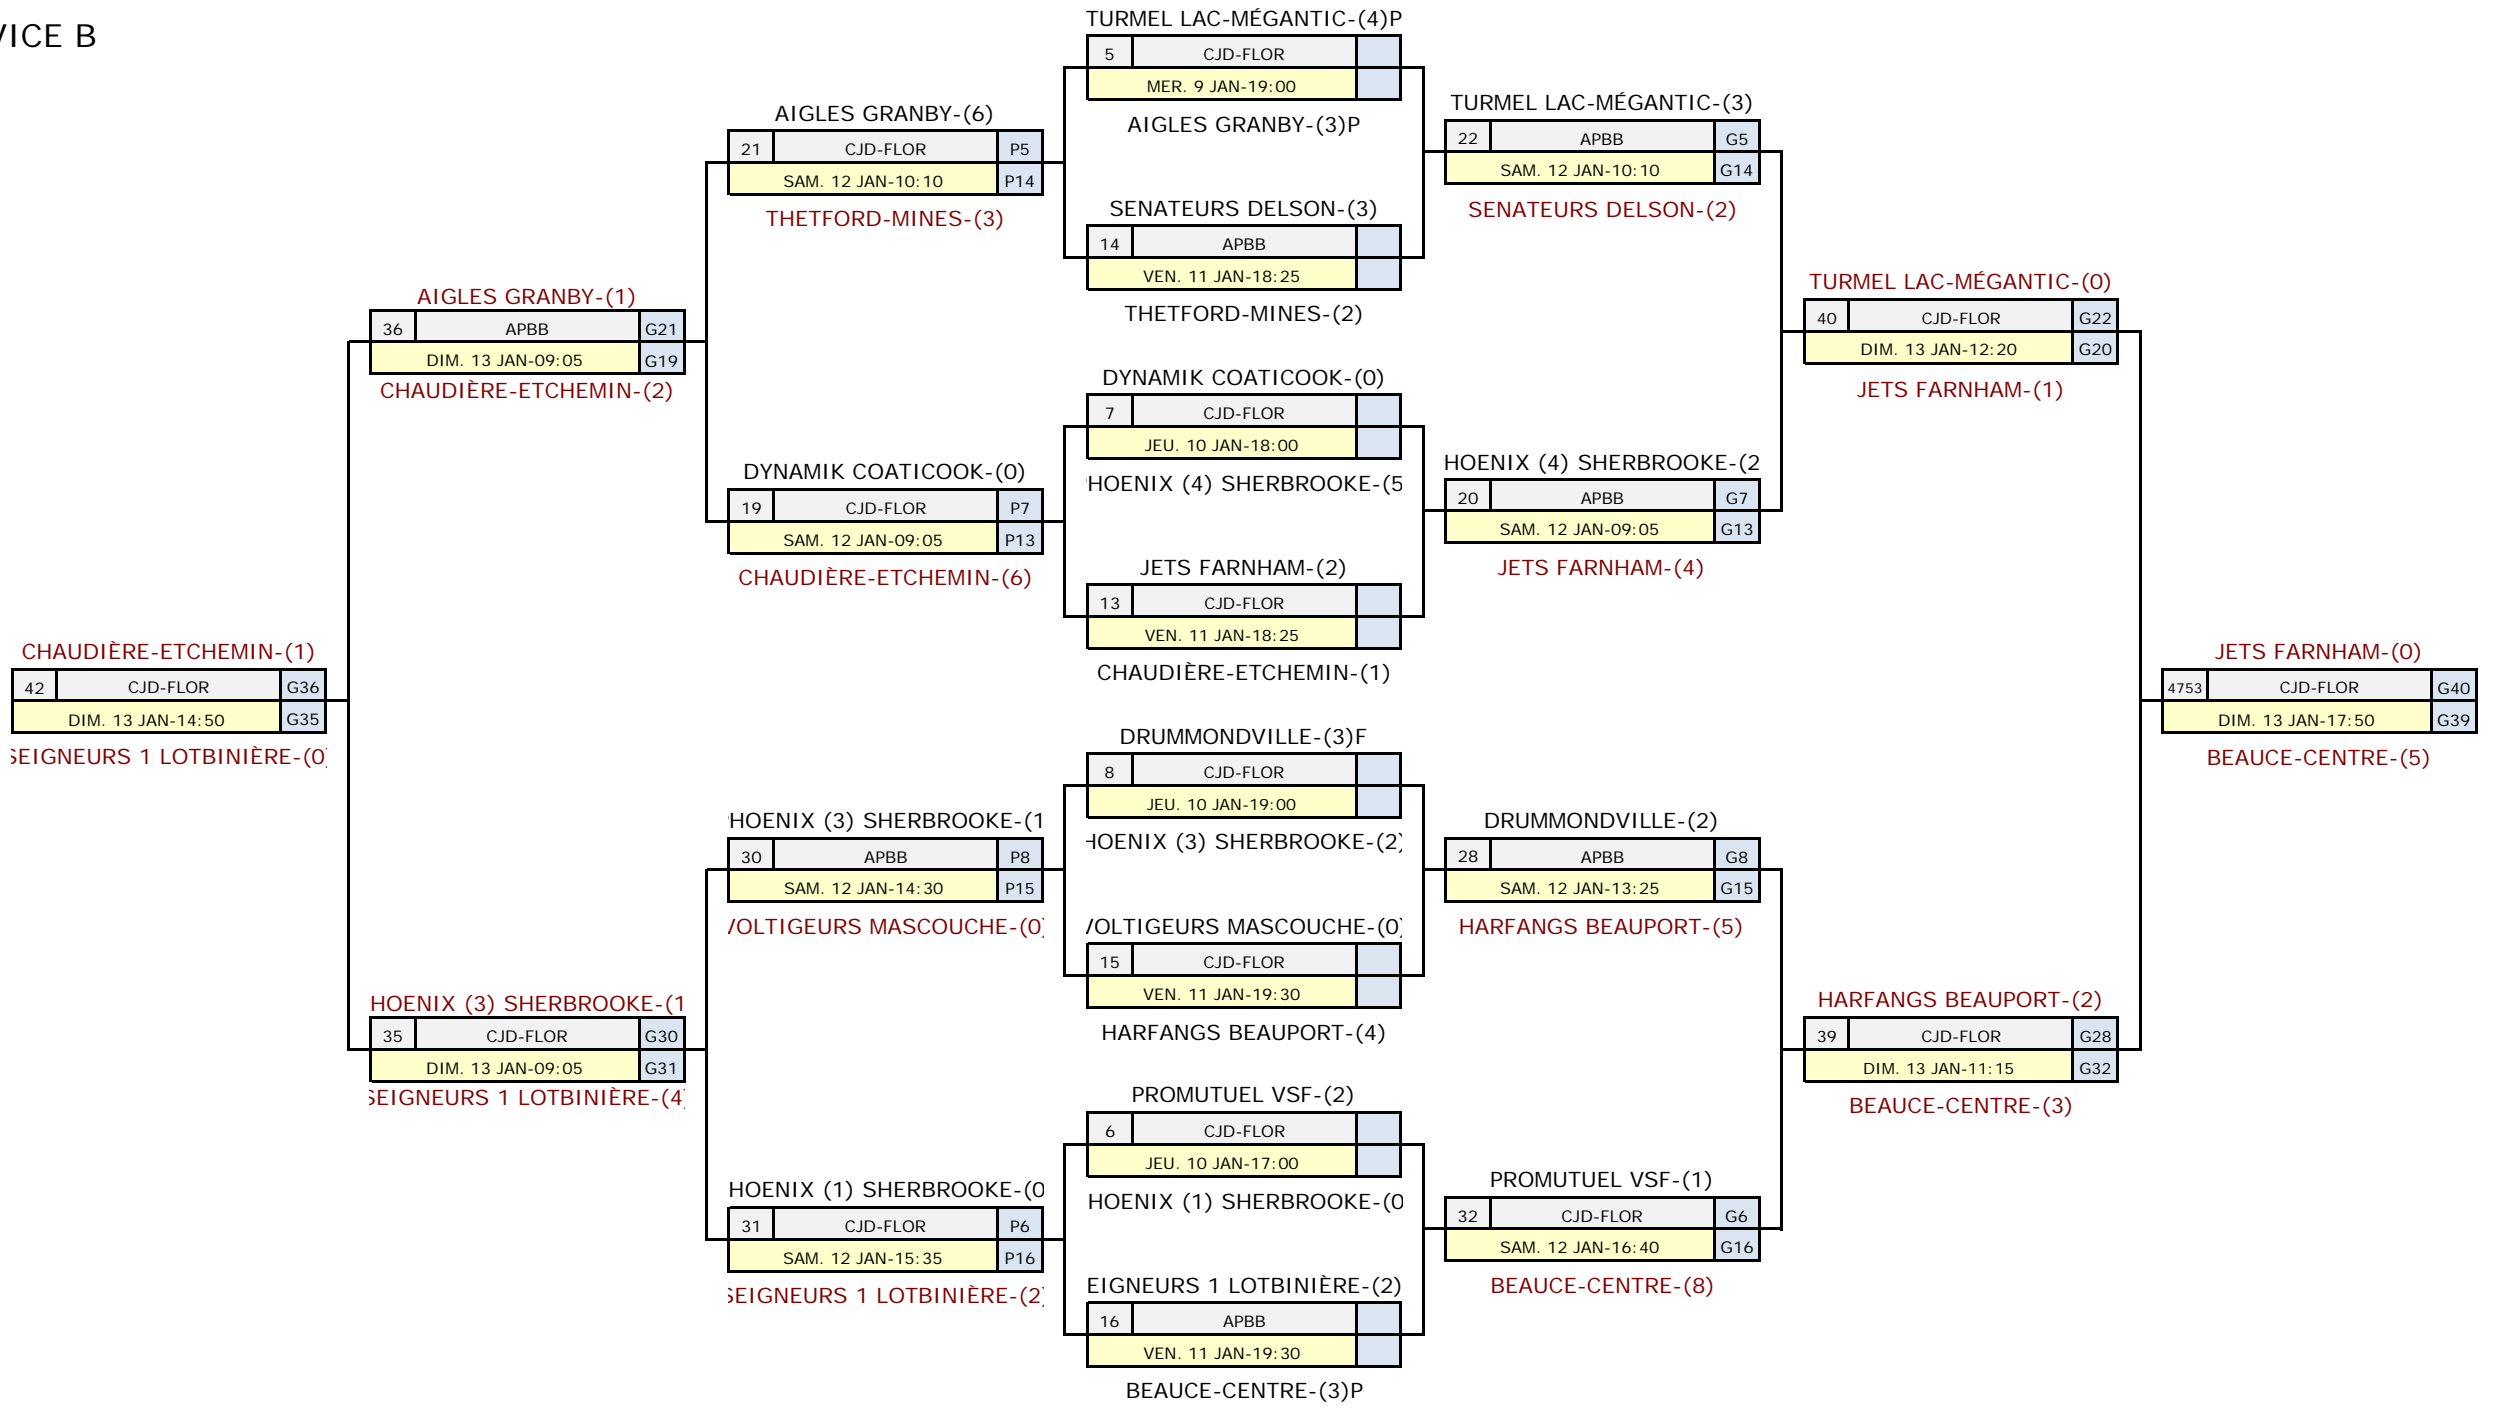 VICE B
TURMEL LAC-MÉGANTIC-(4)P
5 CJD-FLOR
MER. 9 JAN-19:00
AIGLES GRANBY-(3)P
SENATEURS DELSON-(3)
14 APBB
VEN. 11 JAN-18:25
THETFORD-MINES-(2)
DYNAMIK COATICOOK-(0)
7 CJD-FLOR
JEU. 10 JAN-18:00
HOENIX (4) SHERBROOKE-(5
JETS FARNHAM-(2)
13 CJD-FLOR
VEN. 11 JAN-18:25
CHAUDIÈRE-ETCHEMIN-(1)
DRUMMONDVILLE-(3)F
8 CJD-FLOR
JEU. 10 JAN-19:00
HOENIX (3) SHERBROOKE-(2)
VOLTIGEURS MASCOUCHE-(0)
15 CJD-FLOR
VEN. 11 JAN-19:30
HARFANGS BEAUPORT-(4)
PROMUTUEL VSF-(2)
6 CJD-FLOR
JEU. 10 JAN-17:00
HOENIX (1) SHERBROOKE-(0
EIGNEURS 1 LOTBINIÈRE-(2)
16 APBB
VEN. 11 JAN-19:30
BEAUCE-CENTRE-(3)P
AIGLES GRANBY-(6)
21 CJD-FLOR P5
SAM. 12 JAN-10:10 P14
THETFORD-MINES-(3)
DYNAMIK COATICOOK-(0)
19 CJD-FLOR P7
SAM. 12 JAN-09:05 P13
CHAUDIÈRE-ETCHEMIN-(6)
HOENIX (3) SHERBROOKE-(1
30 APBB P8
SAM. 12 JAN-14:30 P15
VOLTIGEURS MASCOUCHE-(0)
HOENIX (1) SHERBROOKE-(0
31 CJD-FLOR P6
SAM. 12 JAN-15:35 P16
SEIGNEURS 1 LOTBINIÈRE-(2)
AIGLES GRANBY-(1)
36 APBB G21
DIM. 13 JAN-09:05 G19
CHAUDIÈRE-ETCHEMIN-(2)
HOENIX (3) SHERBROOKE-(1
35 CJD-FLOR G30
DIM. 13 JAN-09:05 G31
SEIGNEURS 1 LOTBINIÈRE-(4)
CHAUDIÈRE-ETCHEMIN-(1)
42 CJD-FLOR G36
DIM. 13 JAN-14:50 G35
SEIGNEURS 1 LOTBINIÈRE-(0)
TURMEL LAC-MÉGANTIC-(3)
22 APBB G5
SAM. 12 JAN-10:10 G14
SENATEURS DELSON-(2)
HOENIX (4) SHERBROOKE-(2
20 APBB G7
SAM. 12 JAN-09:05 G13
JETS FARNHAM-(4)
DRUMMONDVILLE-(2)
28 APBB G8
SAM. 12 JAN-13:25 G15
HARFANGS BEAUPORT-(5)
PROMUTUEL VSF-(1)
32 CJD-FLOR G6
SAM. 12 JAN-16:40 G16
BEAUCE-CENTRE-(8)
TURMEL LAC-MÉGANTIC-(0)
40 CJD-FLOR G22
DIM. 13 JAN-12:20 G20
JETS FARNHAM-(1)
HARFANGS BEAUPORT-(2)
39 CJD-FLOR G28
DIM. 13 JAN-11:15 G32
BEAUCE-CENTRE-(3)
JETS FARNHAM-(0)
4753 CJD-FLOR G40
DIM. 13 JAN-17:50 G39
BEAUCE-CENTRE-(5)